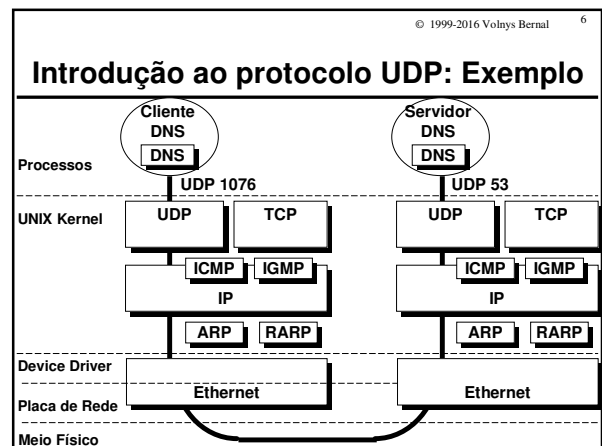 © 1999-2016 Volnys Bernal 6
Introdução ao protocolo UDP: Exemplo
Cliente
DNS
DNS
Servidor
DNS
DNS
Processos
UDP 1076
UDP 53
UNIX Kernel
UDP
TCP
UDP
TCP
ICMP
IGMP
ICMP
IGMP
IP
IP
ARP
RARP
ARP
RARP
Device Driver
Ethernet
Ethernet
Placa de Rede
Meio Físico